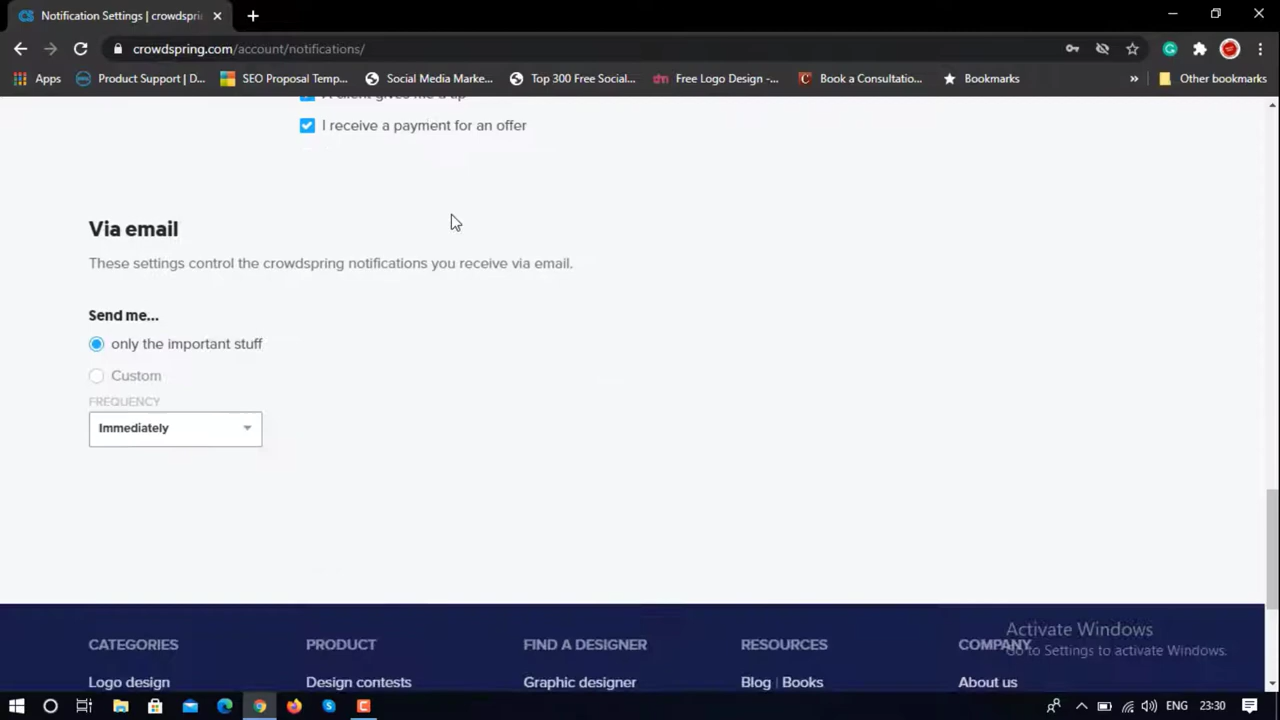 Notification Settings | crowdspri
crowdspring.com/account/notifications/
Apps
Product Support | D...
SEO Proposal Temp...
Social Media Marke...
Top 300 Free Social...
Free Logo Design -...
Book a Consultatio...
Bookmarks
»
Other bookmarks
A client gives me a tip
I receive a payment for an offer
Via email
These settings control the crowdspring notifications you receive via email.
Send me...
only the important stuff
Custom
FREQUENCY
Immediately
Activate Windows
Go to Settings to activate Windows.
CATEGORIES
PRODUCT
FIND A DESIGNER
RESOURCES
COMPANY
Logo design
Design contests
Graphic designer
Blog | Books
About us
ENG
23:30